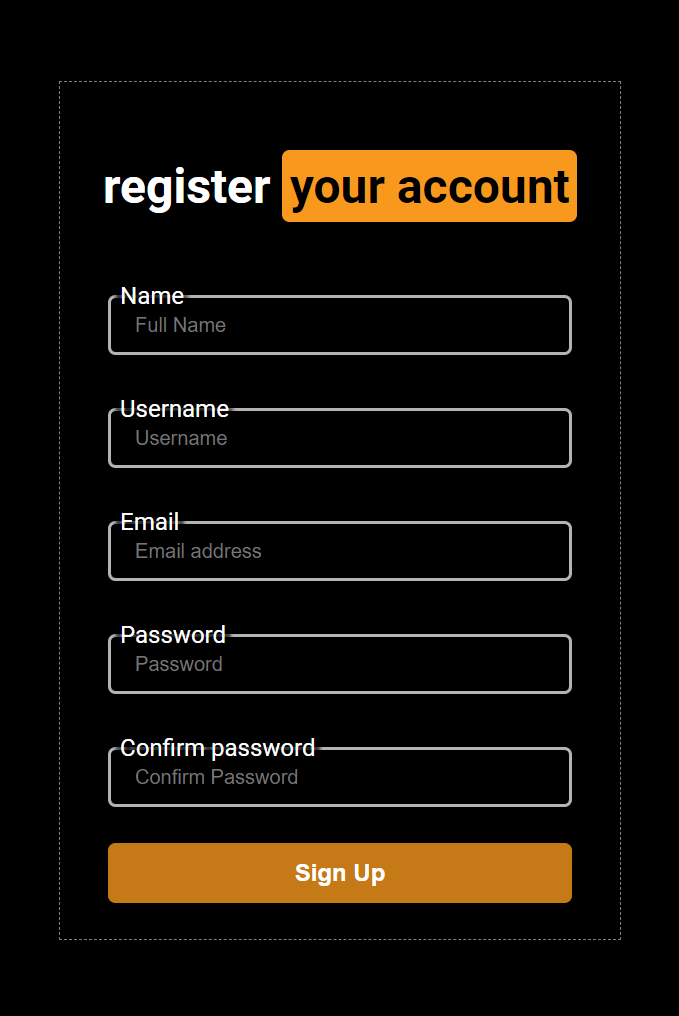 register your account
Name
Full Name
Username
Username
Email
Email address
Password
Password
Confirm password
Confirm Password
Sign Up